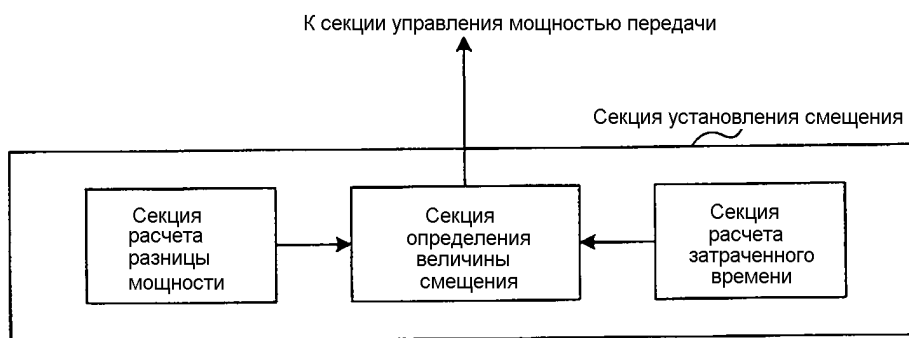 К секции управления мощностью передачи
Секция установления смещения
Секция
расчета
разницы
мощности
Секция
определения
величины
смещения
Секция
расчета
затраченного
времени